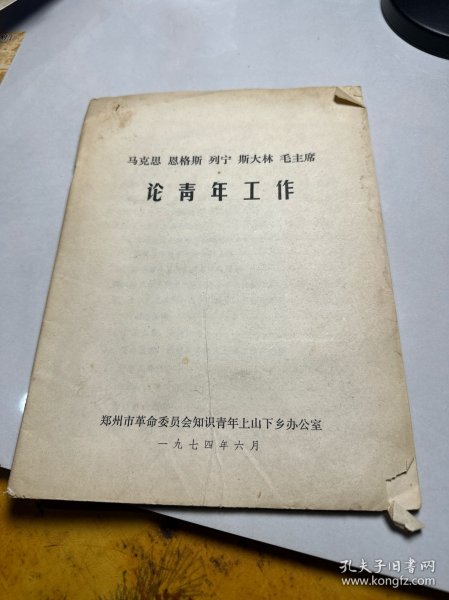 马克思 恩格斯 列宁 斯大林 毛主席
论青年工作
郑州市革命委员会知识青年上山下乡办公室
一九七四年六月
孔夫子旧书网
www.kongfz.com